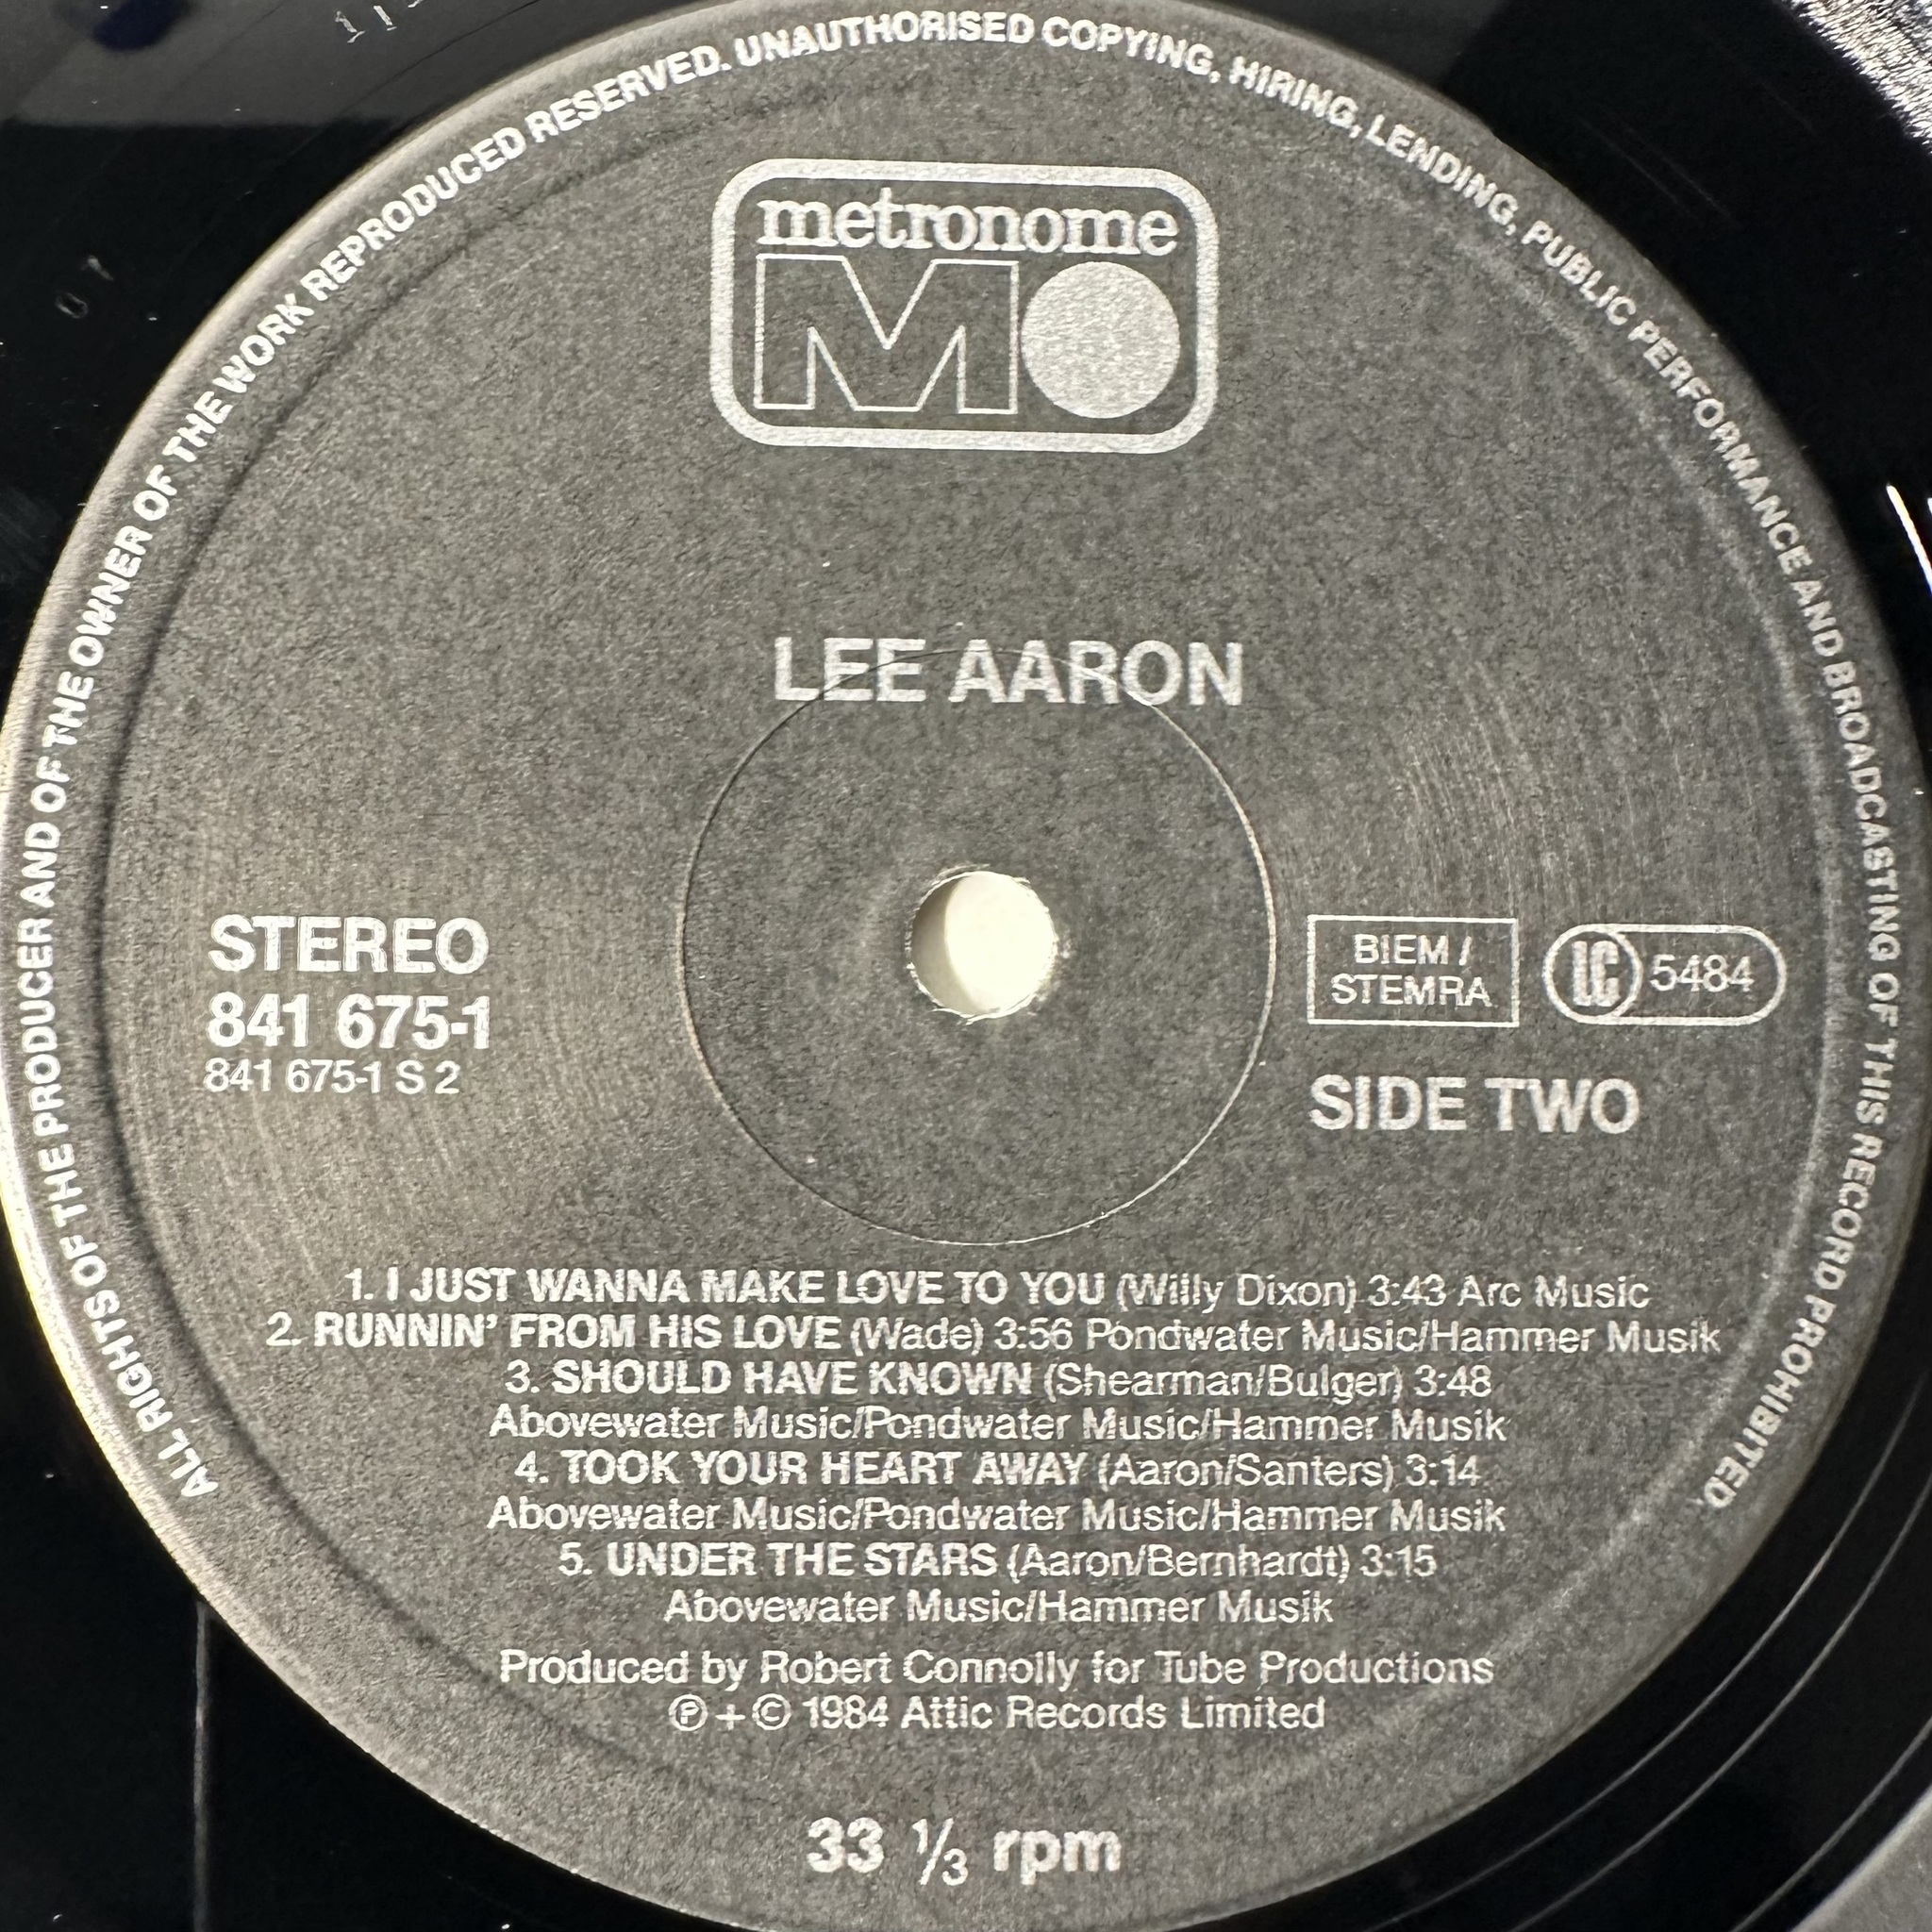 ALL RIGHTS OF THE PRODUCER AND OF THE OWNER OF THE WORK REPRODUCED RESERVED. UNAUTHORISED COPYING, HIRING, LENDING, PUBLIC PERFORMANCE AND BROADCASTING OF THIS RECORD PROHIBITED.
metronome
MO
LEE AARON
STEREO
841 675-1
841 675-1 S 2
BIEM /
STEMRA
LC 5484
SIDE TWO
1. I JUST WANNA MAKE LOVE TO YOU (Willy Dixon) 3:43 Arc Music
2. RUNNIN' FROM HIS LOVE (Wade) 3:56 Pondwater Music/Hammer Musik
3. SHOULD HAVE KNOWN (Shearman/Bulger) 3:48
Abovewater Music/Pondwater Music/Hammer Musik
4. TOOK YOUR HEART AWAY (Aaron/Santers) 3:14
Abovewater Music/Pondwater Music/Hammer Musik
5. UNDER THE STARS (Aaron/Bernhardt) 3:15
Abovewater Music/Hammer Musik
Produced by Robert Connolly for Tube Productions
℗ + © 1984 Attic Records Limited
33 ⅓ rpm